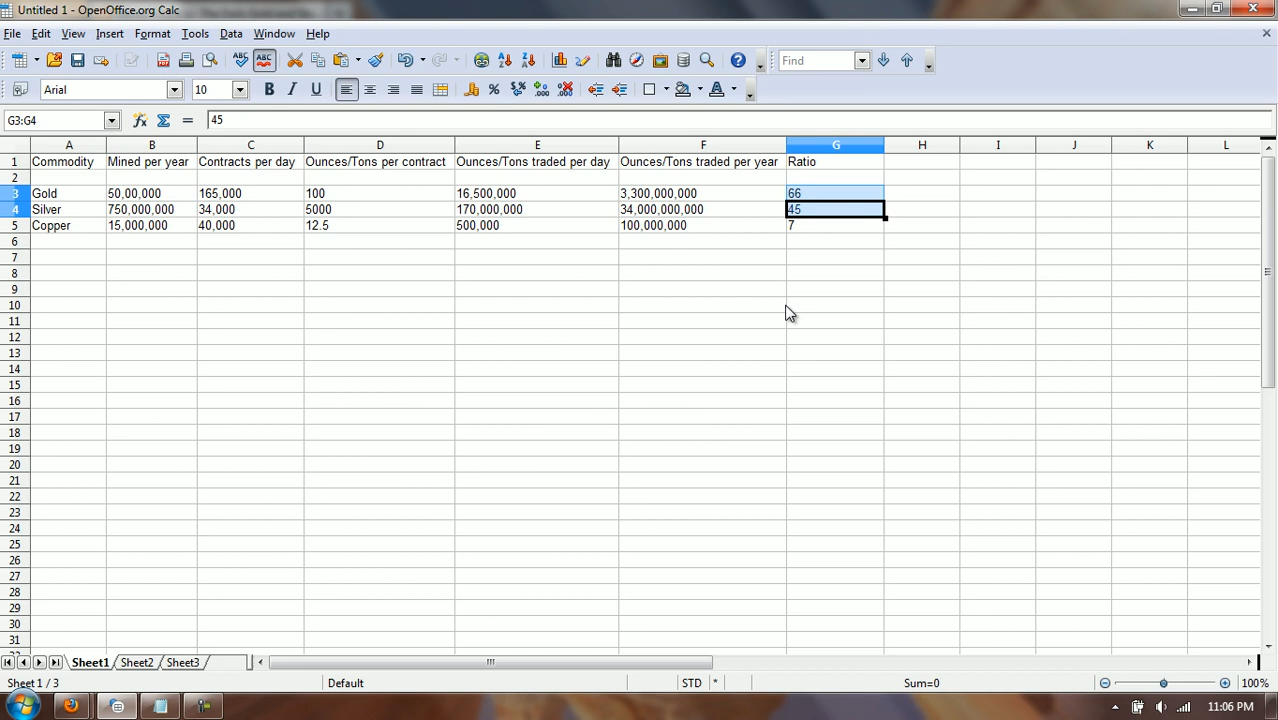 Untitled 1 - OpenOffice.org Calc
File Edit View Insert Format Tools Data Window Help
ABC ABC Find
Arial 10 B I U
G3:G4 45
A B C D E F G H I J K L
1 Commodity Mined per year Contracts per day Ounces/Tons per contract Ounces/Tons traded per day Ounces/Tons traded per year Ratio
2
3 Gold 50,00,000 165,000 100 16,500,000 3,300,000,000 66
4 Silver 750,000,000 34,000 5000 170,000,000 34,000,000,000 45
5 Copper 15,000,000 40,000 12.5 500,000 100,000,000 7
6
7
8
9
10
11
12
13
14
15
16
17
18
19
20
21
22
23
24
25
26
27
28
29
30
31
Sheet1 Sheet2 Sheet3
Sheet 1 / 3 Default STD * Sum=0 100%
11:06 PM